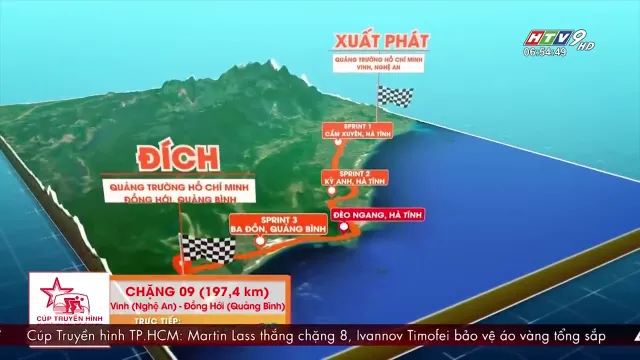 HTV9 HD
06:54:49
XUẤT PHÁT
QUẢNG TRƯỜNG HỒ CHÍ MINH
VINH, NGHỆ AN
SPRINT 1
CẨM XUYÊN, HÀ TĨNH
ĐÍCH
SPRINT 2
KỲ ANH, HÀ TĨNH
QUẢNG TRƯỜNG HỒ CHÍ MINH
ĐỒNG HỚI, QUẢNG BÌNH
ĐÈO NGANG, HÀ TĨNH
SPRINT 3
BA ĐỒN, QUẢNG BÌNH
CHẶNG 09 (197,4 km)
Vinh (Nghệ An) - Đồng Hới (Quảng Bình)
CÚP TRUYỀN HÌNH
TRỰC TIẾP:
Cúp Truyền hình TP.HCM: Martin Lass thắng chặng 8, Ivannov Timofei bảo vệ áo vàng tổng sắp